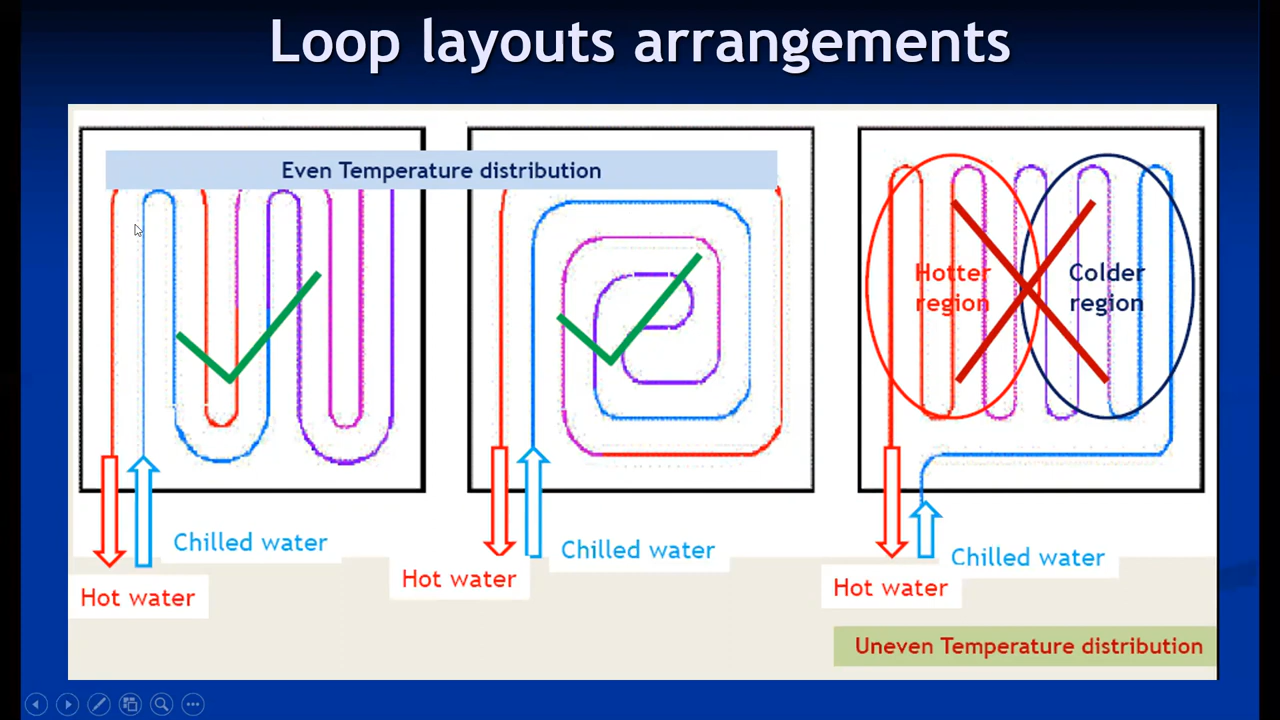 Loop layouts arrangements
Even Temperature distribution
Hotter
region
Colder
region
Chilled water
Hot water
Chilled water
Hot water
Chilled water
Hot water
Uneven Temperature distribution